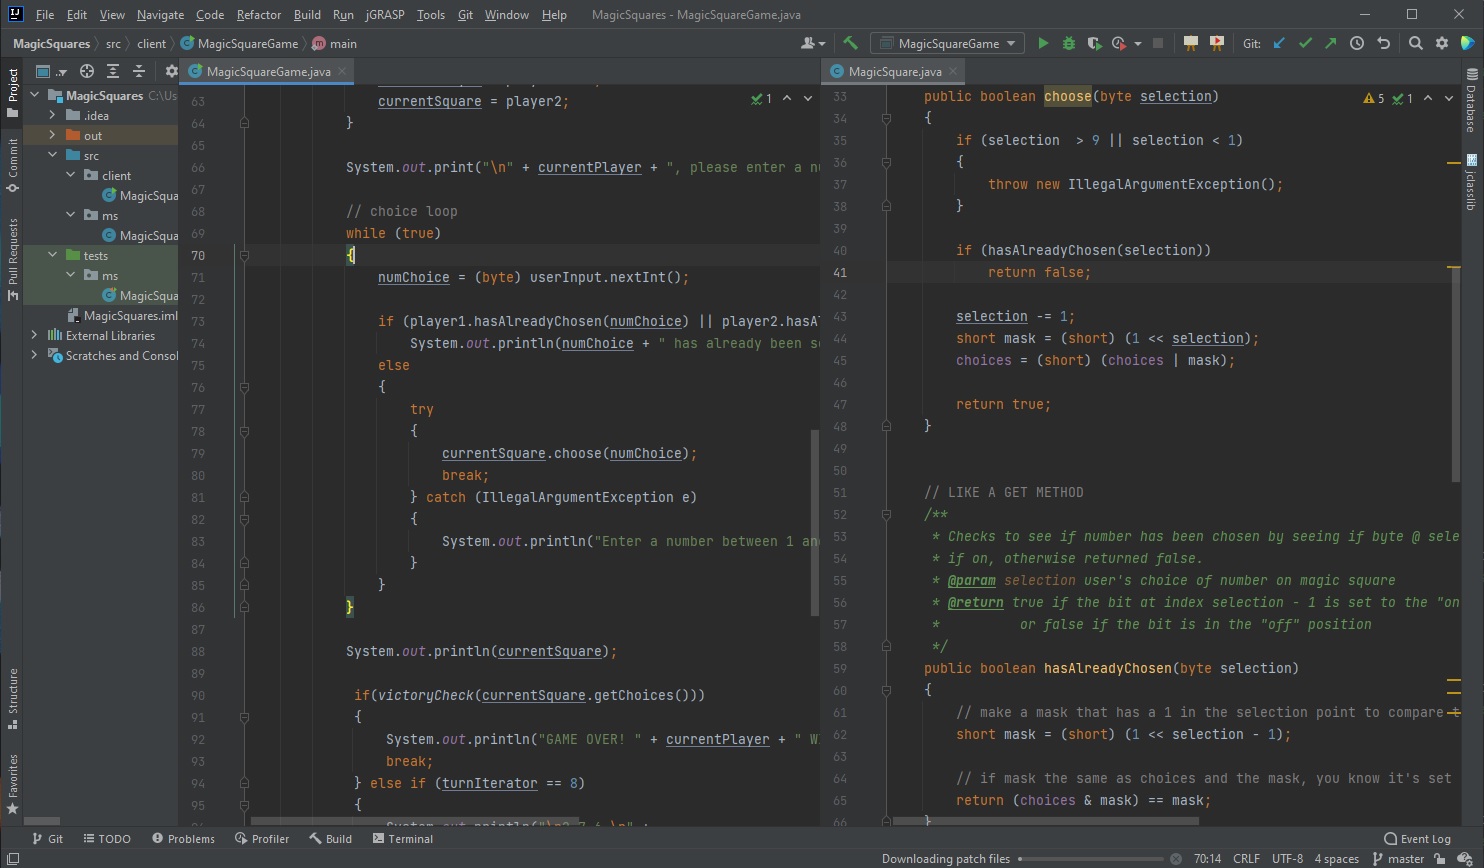 File Edit View Navigate Code Refactor Build Run jGRASP Tools Git Window Help MagicSquares - MagicSquareGame.java
MagicSquares src client MagicSquareGame main
MagicSquareGame
Git:
Project
Commit
Pull Requests
Structure
Favorites
MagicSquares C:\Us
.idea
out
src
client
MagicSqua
ms
MagicSqua
tests
ms
MagicSqua
MagicSquares.iml
External Libraries
Scratches and Consol
MagicSquareGame.java
1
63 currentSquare = player2;
64 }
65
66 System.out.print("\n" + currentPlayer + ", please enter a nu
67
68 // choice loop
69 while (true)
70 {
71 numChoice = (byte) userInput.nextInt();
72
73 if (player1.hasAlreadyChosen(numChoice) || player2.hasAl
74 System.out.println(numChoice + " has already been se
75 else
76 {
77 try
78 {
79 currentSquare.choose(numChoice);
80 break;
81 } catch (IllegalArgumentException e)
82 {
83 System.out.println("Enter a number between 1 an
84 }
85 }
86 }
87
88 System.out.println(currentSquare);
89
90 if(victoryCheck(currentSquare.getChoices()))
91 {
92 System.out.println("GAME OVER! " + currentPlayer + " W
93 break;
94 } else if (turnIterator == 8)
95 {
MagicSquare.java
5 1
33 public boolean choose(byte selection)
34 {
35 if (selection  > 9 || selection < 1)
36 {
37 throw new IllegalArgumentException();
38 }
39
40 if (hasAlreadyChosen(selection))
41 return false;
42
43 selection -= 1;
44 short mask = (short) (1 << selection);
45 choices = (short) (choices | mask);
46
47 return true;
48 }
49
50
51 // LIKE A GET METHOD
52 /**
53 * Checks to see if number has been chosen by seeing if byte @ sele
54 * if on, otherwise returned false.
55 * @param selection user's choice of number on magic square
56 * @return true if the bit at index selection - 1 is set to the "on
57 * or false if the bit is in the "off" position
58 */
59 public boolean hasAlreadyChosen(byte selection)
60 {
61 // make a mask that has a 1 in the selection point to compare t
62 short mask = (short) (1 << selection - 1);
63
64 // if mask the same as choices and the mask, you know it's set
65 return (choices & mask) == mask;
66 }
Database
jclasslib
Git TODO Problems Profiler Build Terminal Event Log
Downloading patch files 70:14 CRLF UTF-8 4 spaces master